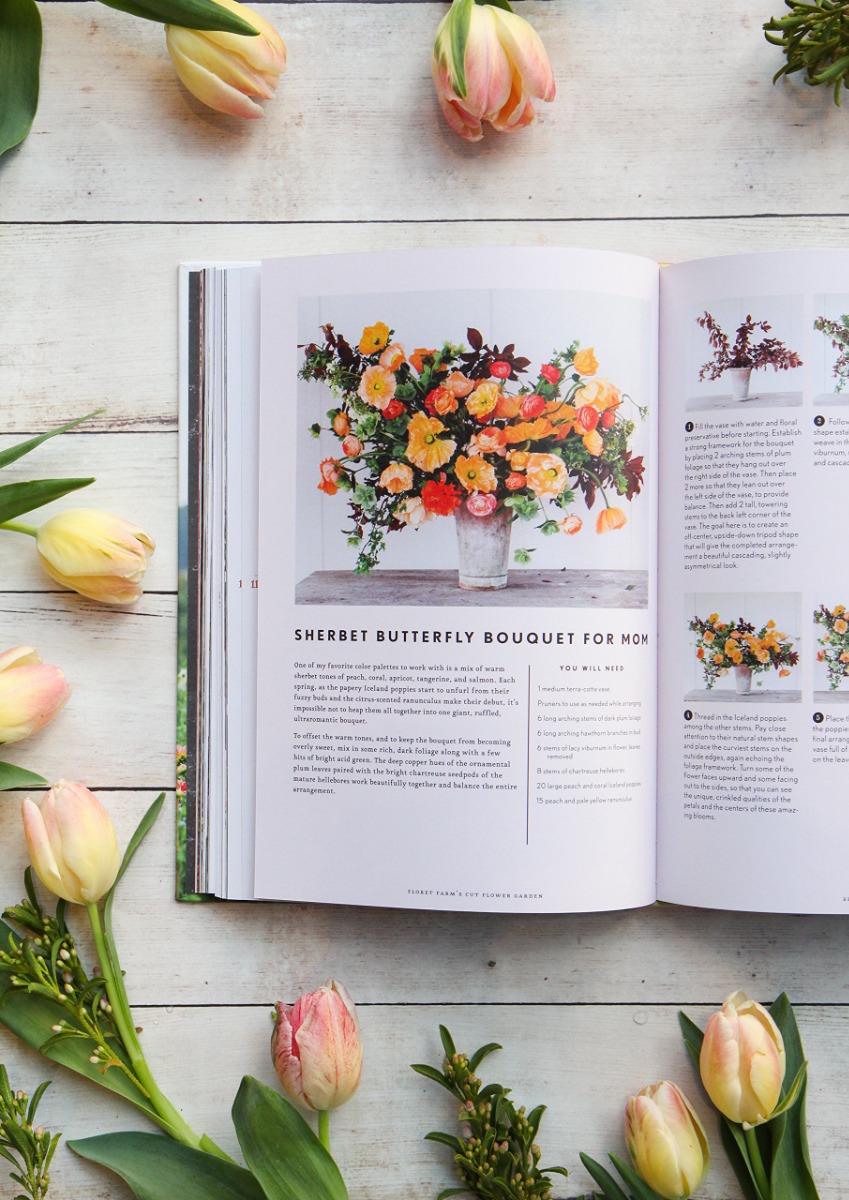 SHERBET BUTTERFLY BOUQUET FOR MOM
One of my favorite color palettes to work with is a mix of warm
sherbet tones of peach, coral, apricot, tangerine, and salmon. Each
spring, as the papery Iceland poppies start to unfurl from their
fuzzy buds and the citrus-scented ranunculus make their debut, it's
impossible not to heap them all together into one giant, ruffled,
ultraromantic bouquet.
To offset the warm tones, and to keep the bouquet from becoming
overly sweet, mix in some rich, dark foliage along with a few
hits of bright acid green. The deep copper hues of the ornamental
plum leaves paired with the bright chartreuse seedpods of the
mature hellebores work beautifully together and balance the entire
arrangement.
YOU WILL NEED
1 medium terra-cotta vase
Pruners to use as needed while arranging
6 long arching stems of dark plum foliage
6 long arching hawthorn branches in bud
6 stems of lacy viburnum in flower, leaves
removed
8 stems of chartreuse hellebores
20 large peach and coral Iceland poppies
15 peach and pale yellow ranunculus
FLORET FARM'S CUT FLOWER GARDEN
1 Fill the vase with water and floral
preservative before starting. Establish
a strong framework for the bouquet
by placing 2 arching stems of plum
foliage so that they hang out over
the right side of the vase. Then place
2 more so that they lean out over
the left side of the vase, to provide
balance. Then add 2 tall, towering
stems to the back left corner of the
vase. The goal here is to create an
off-center, upside-down tripod shape
that will give the completed arrange-
ment a beautiful cascading, slightly
asymmetrical look.
2 Follow
shape esta
weave in th
viburnum,
and casca
4 Thread in the Iceland poppies
among the other stems. Pay close
attention to their natural stem shapes
and place the curviest stems on the
outside edges, again echoing the
foliage framework. Turn some of the
flower faces upward and some facing
out to the sides, so that you can see
the unique, crinkled qualities of the
petals and the centers of these amaz-
ing blooms.
5 Place t
the poppies
final arran
vase full of
on the leav